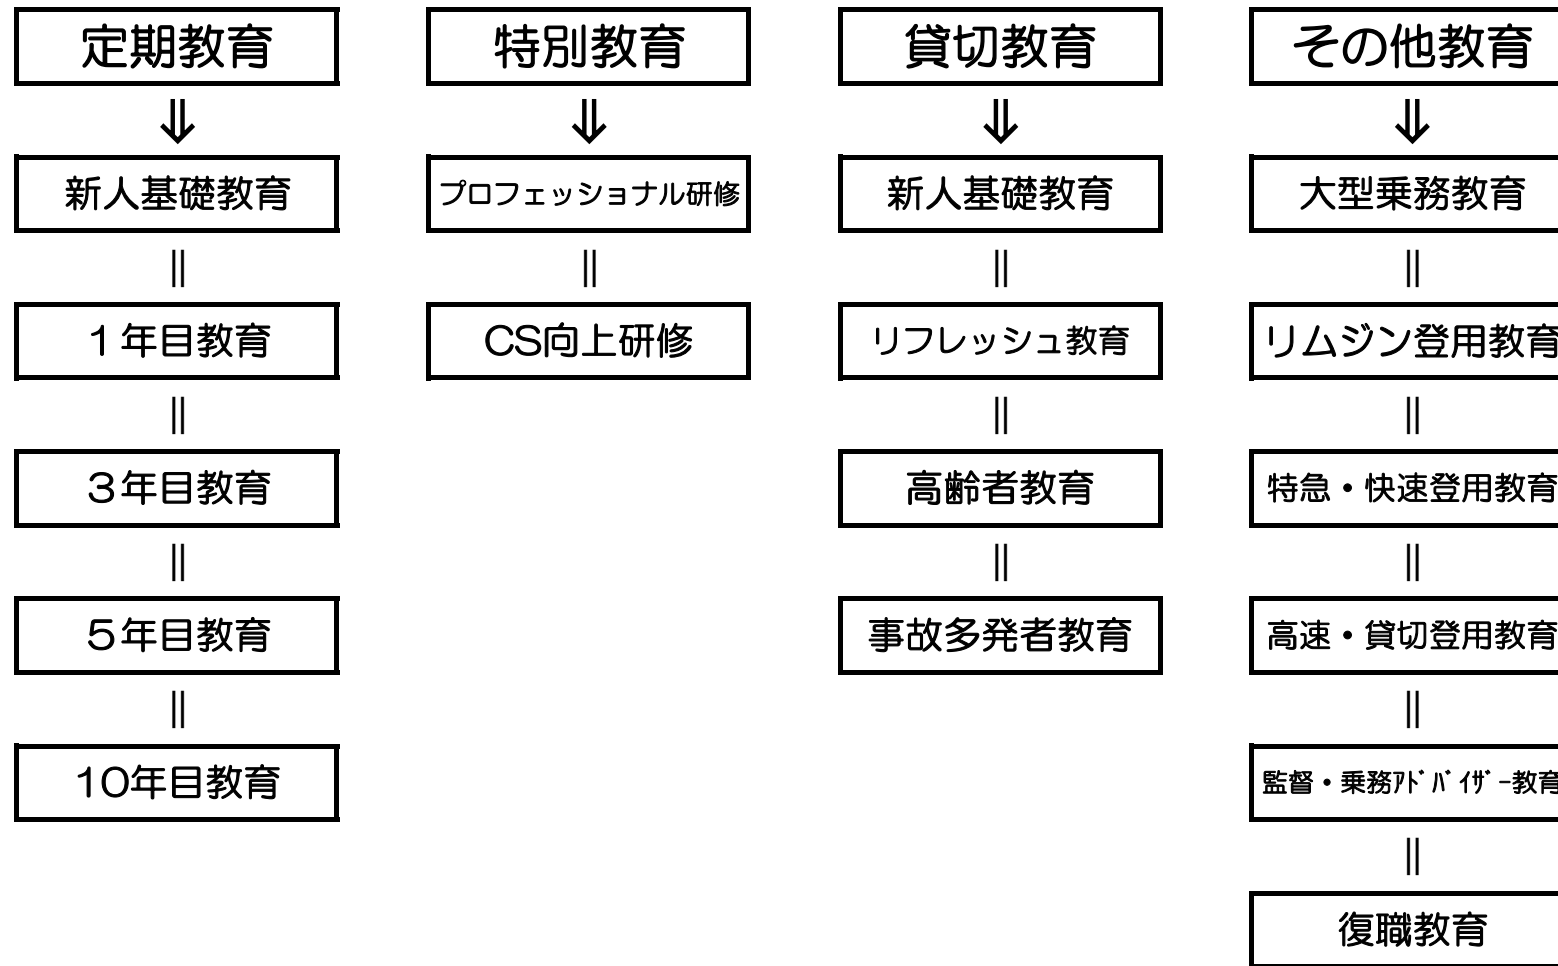 定期教育
⇓
新人基礎教育
∥
１年目教育
∥
３年目教育
∥
５年目教育
∥
10年目教育
特別教育
⇓
プロフェッショナル研修
∥
CS向上研修
貸切教育
⇓
新人基礎教育
∥
リフレッシュ教育
∥
高齢者教育
∥
事故多発者教育
その他教育
⇓
大型乗務教育
∥
リムジン登用教育
∥
特急・快速登用教育
∥
高速・貸切登用教育
∥
監督・乗務ｱﾄﾞﾊﾞｲｻﾞｰ教育
∥
復職教育